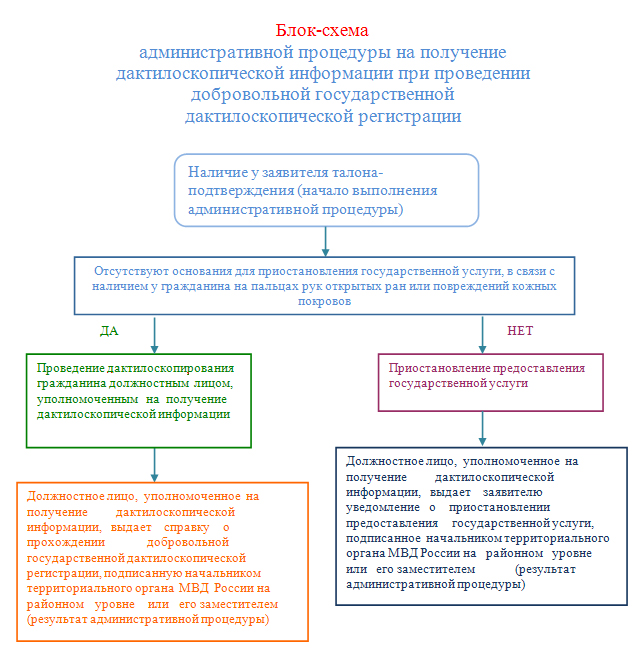 Блок-схема
административной процедуры на получение
дактилоскопической информации при проведении
добровольной государственной
дактилоскопической регистрации
Наличие у заявителя талона-
подтверждения (начало выполнения
административной процедуры)
Отсутствуют основания для приостановления государственной услуги, в связи с
наличием у гражданина на пальцах рук открытых ран или повреждений кожных
покровов
ДА
НЕТ
Проведение дактилоскопирования
гражданина должностным лицом,
уполномоченным на получение
дактилоскопической информации
Приостановление предоставления
государственной услуги
Должностное лицо, уполномоченное на
получение дактилоскопической
информации, выдает справку о
прохождении добровольной
государственной дактилоскопической
регистрации, подписанную начальником
территориального органа МВД России на
районном уровне или его заместителем
(результат административной процедуры)
Должностное лицо, уполномоченное на
получение дактилоскопической
информации, выдает заявителю
уведомление о приостановлении
предоставления государственной услуги,
подписанное начальником территориального
органа МВД России на районном уровне
или его заместителем (результат
административной процедуры)